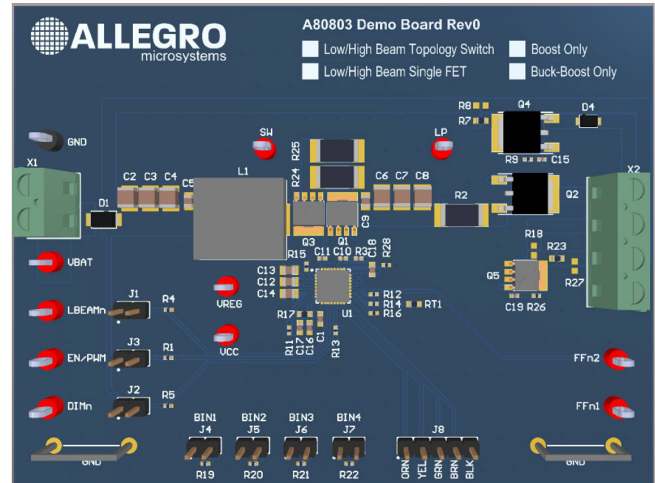 ALLEGRO
microsystems
A80803 Demo Board Rev0
Low/High Beam Topology Switch
Boost Only
Low/High Beam Single FET
Buck-Boost Only
GND
SW
LP
R8
R7
Q4
D4
X1
C2 C3 C4
C5
L1
R25
R24
C6 C7 C8
R9 C15
X2
D1
Q3
Q1
C9
R2
Q2
VBAT
R15
C11 C10 R3
C18
R28
R18
R23
Q5
C13
C12
C14
U1
R12
R14
R16
RT1
R27
C19 R26
LBEAMn
J1
R4
VREG
R17
C1
R11
C17
C16
R13
VCC
EN/PWM
J3
R1
FFn2
DIMn
J2
R5
FFn1
BIN1 BIN2 BIN3 BIN4
J4 J5 J6 J7 J8
GND
R19 R20 R21 R22
ORN YEL GRN BRN BLK
GND